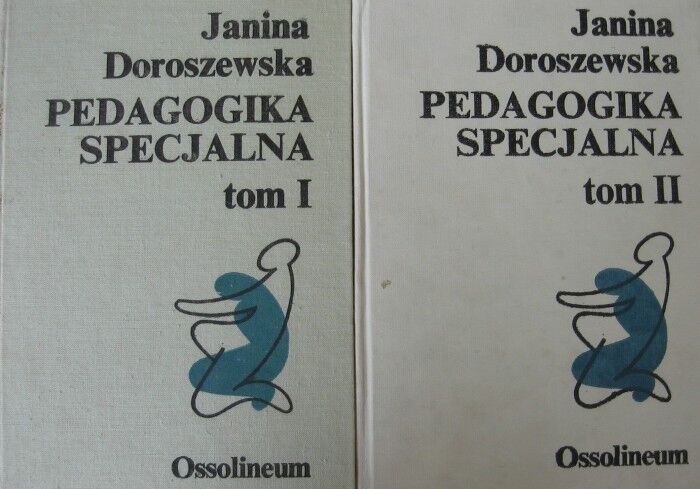 Janina
Doroszewska
PEDAGOGIKA
SPECJALNA
tom I
Ossolineum
Janina
Doroszewska
PEDAGOGIKA
SPECJALNA
tom II
Ossolineum